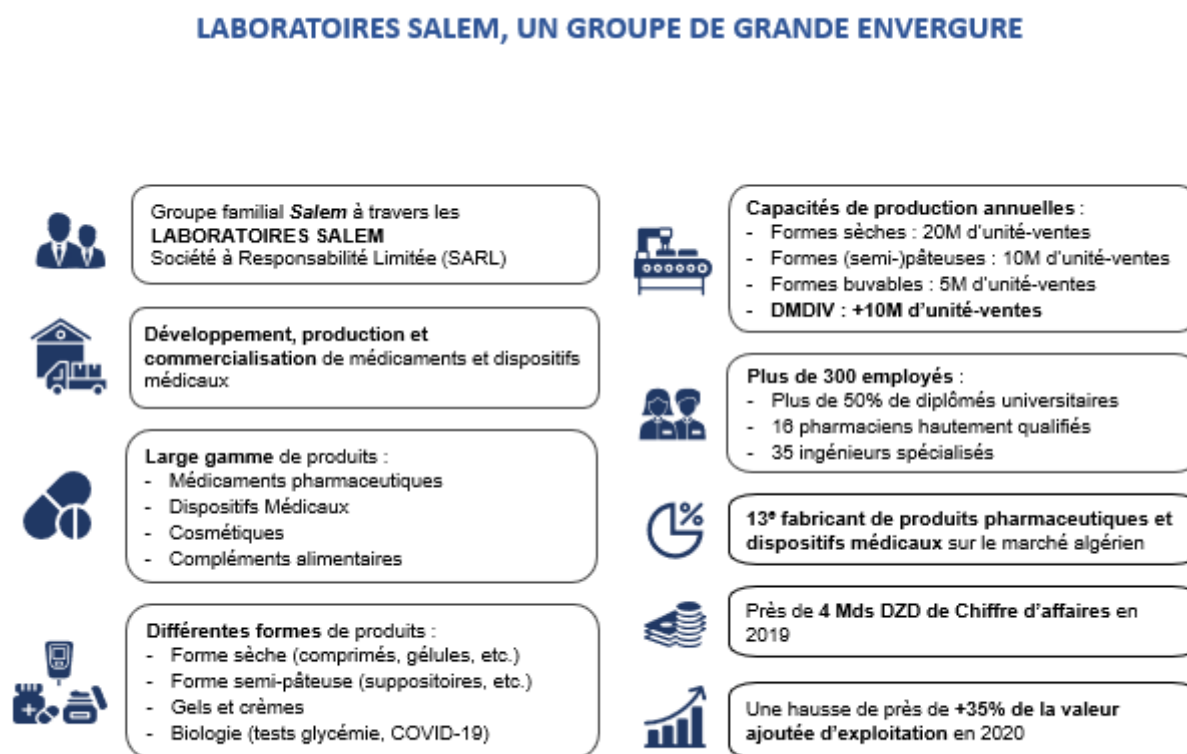 LABORATOIRES SALEM, UN GROUPE DE GRANDE ENVERGURE
Groupe familial Salem à travers les
LABORATOIRES SALEM
Société à Responsabilité Limitée (SARL)
Développement, production et
commercialisation de médicaments et dispositifs
médicaux
Large gamme de produits :
- Médicaments pharmaceutiques
- Dispositifs Médicaux
- Cosmétiques
- Compléments alimentaires
Différentes formes de produits :
- Forme sèche (comprimés, gélules, etc.)
- Forme semi-pâteuse (suppositoires, etc.)
- Gels et crèmes
- Biologie (tests glycémie, COVID-19)
Capacités de production annuelles :
- Formes sèches : 20M d'unité-ventes
- Formes (semi-)pâteuses : 10M d'unité-ventes
- Formes buvables : 5M d'unité-ventes
- DMDIV : +10M d'unité-ventes
Plus de 300 employés :
- Plus de 50% de diplômés universitaires
- 16 pharmaciens hautement qualifiés
- 35 ingénieurs spécialisés
%
13e fabricant de produits pharmaceutiques et
dispositifs médicaux sur le marché algérien
Près de 4 Mds DZD de Chiffre d'affaires en
2019
Une hausse de près de +35% de la valeur
ajoutée d'exploitation en 2020